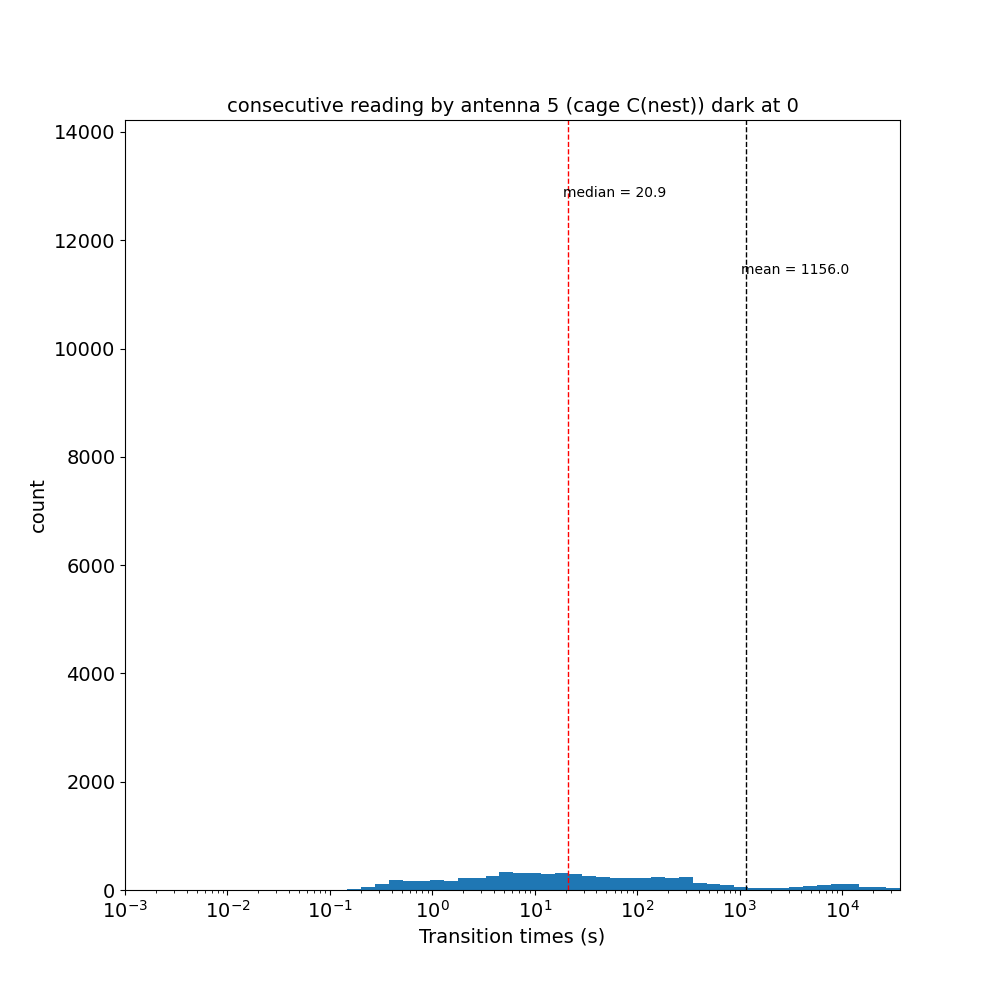 consecutive reading by antenna 5 (cage C(nest)) dark at 0
14000
12000
10000
8000
6000
4000
2000
0
count
median = 20.9
mean = 1156.0
10⁻³ 10⁻² 10⁻¹ 10⁰ 10¹ 10² 10³ 10⁴
Transition times (s)